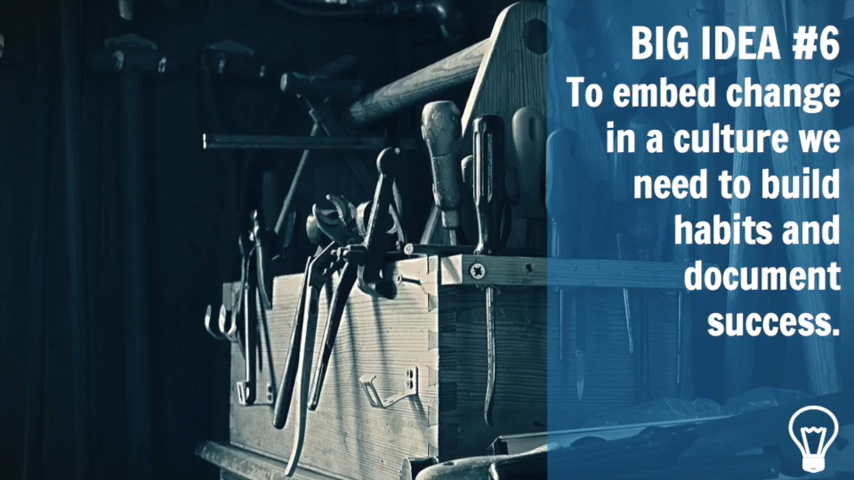 BIG IDEA #6
To embed change
in a culture we
need to build
habits and
document
success.